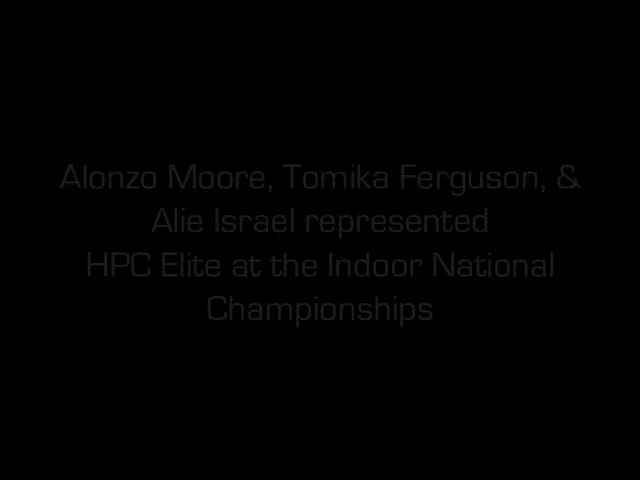 Alonzo Moore, Tomika Ferguson, &
Alie Israel represented
HPC Elite at the Indoor National
Championships